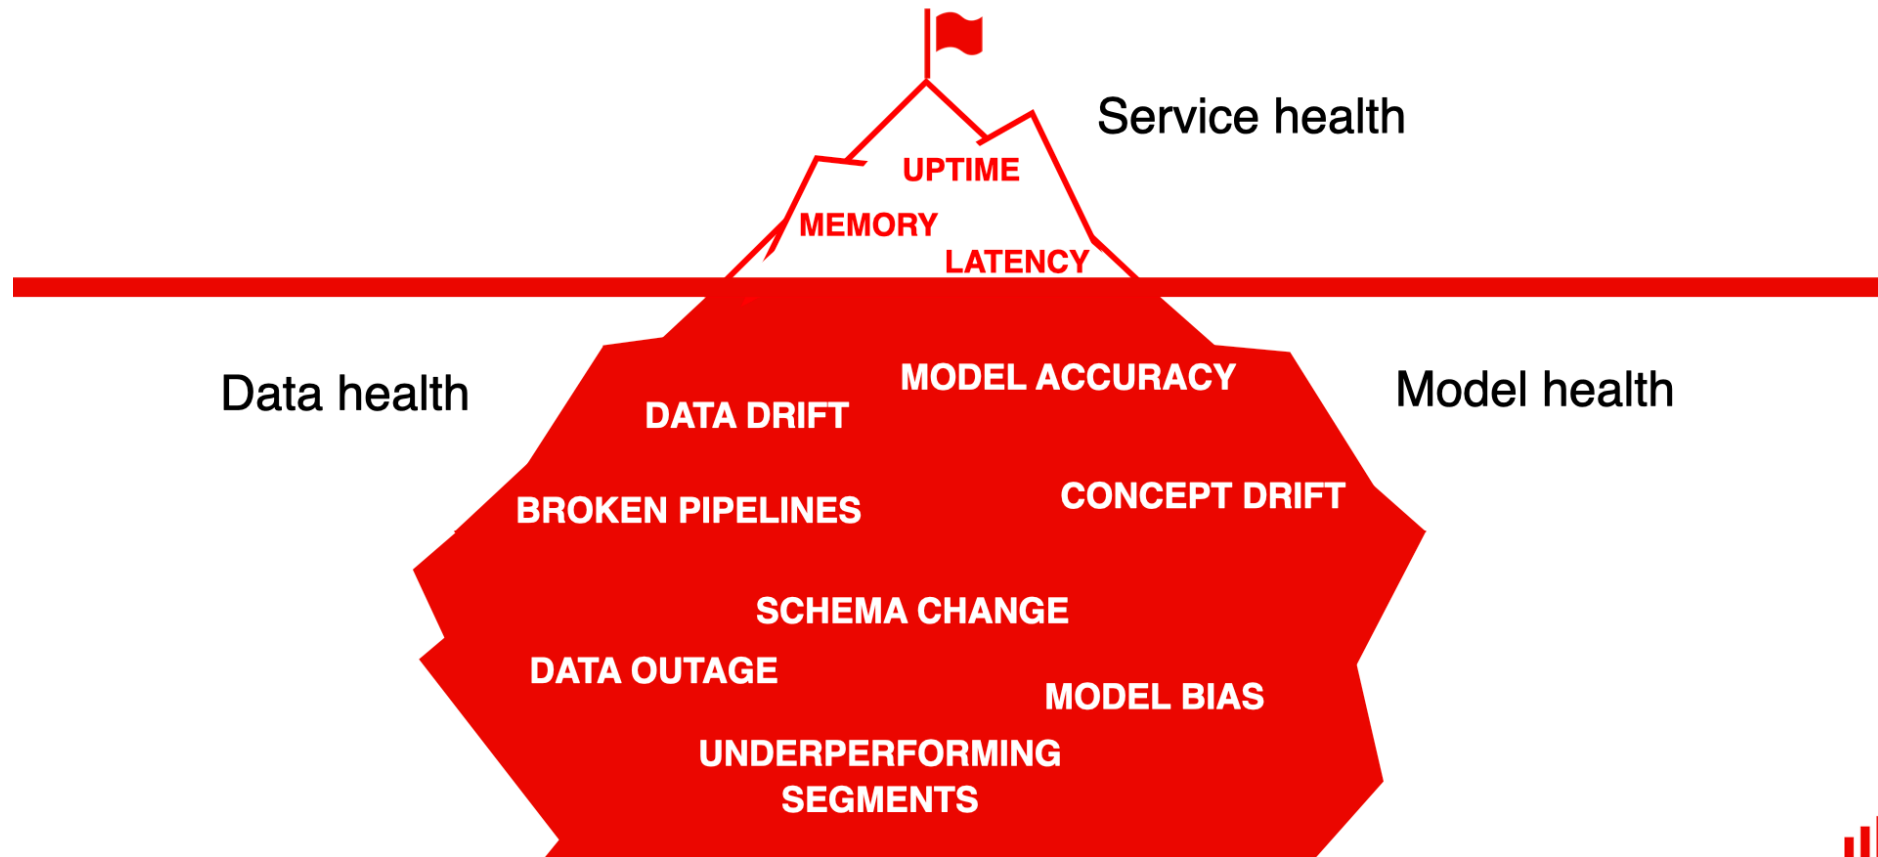 Service health
UPTIME
MEMORY
LATENCY
Data health
Model health
MODEL ACCURACY
DATA DRIFT
CONCEPT DRIFT
BROKEN PIPELINES
SCHEMA CHANGE
DATA OUTAGE
MODEL BIAS
UNDERPERFORMING
SEGMENTS